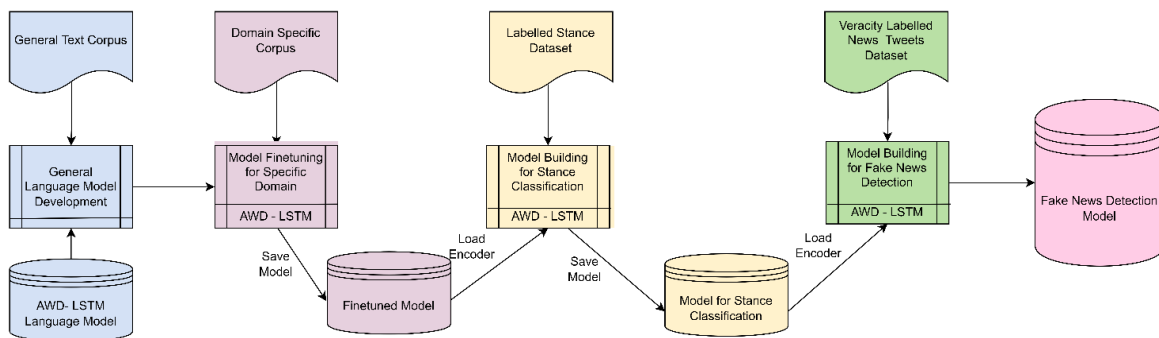 General Text Corpus
Domain Specific
Corpus
Labelled Stance
Dataset
Veracity Labelled
News Tweets
Dataset
General
Language Model
Development
Model Finetuning
for Specific
Domain
AWD - LSTM
Model Building
for Stance
Classification
AWD - LSTM
Model Building
for Fake News
Detection
AWD - LSTM
Fake News Detection
Model
Save
Model
Load
Encoder
Save
Model
Load
Encoder
AWD- LSTM
Language Model
Finetuned Model
Model for Stance
Classification